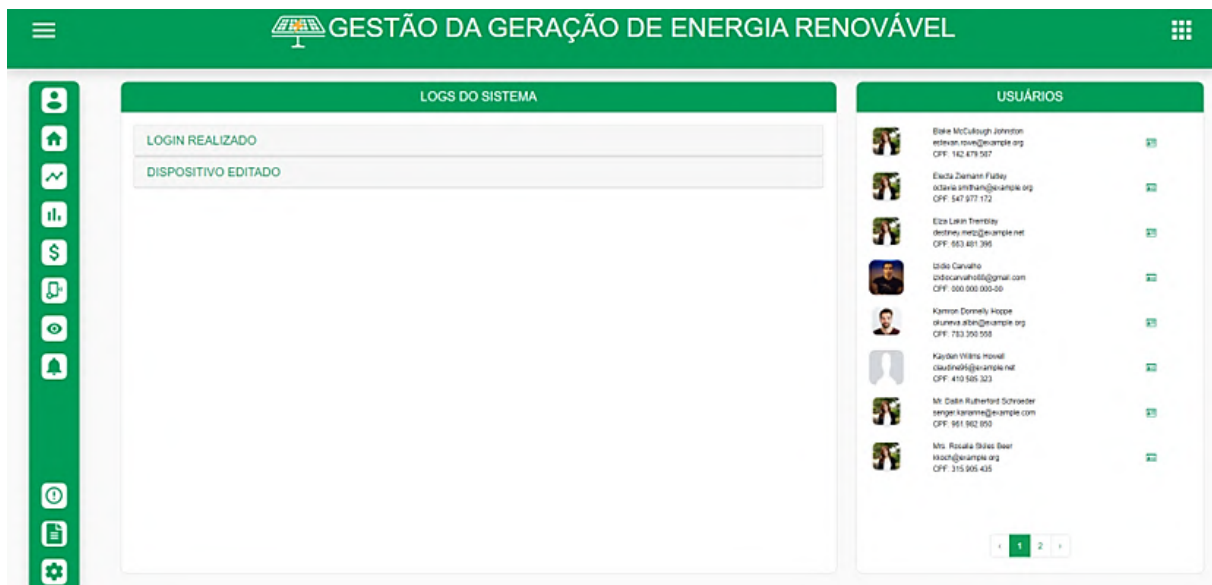 GESTÃO DA GERAÇÃO DE ENERGIA RENOVÁVEL
LOGS DO SISTEMA
LOGIN REALIZADO
DISPOSITIVO EDITADO
USUÁRIOS
Blake McCullough Johnston
estevan.rowe@example.org
CPF: 142.479.587
Electa Ziemann Flatley
octavia.smitham@example.org
CPF: 547.977.172
Elza Lakin Tremblay
destiney.metz@example.net
CPF: 663.481.396
Izidio Carvalho
izidiocarvalho88@gmail.com
CPF: 000.000.000-00
Kamron Donnelly Hoppe
okuneva.albin@example.org
CPF: 783.350.558
Kayden Willms Howell
claudine95@example.net
CPF: 410.505.323
Mr. Dallin Rutherford Schroeder
senger.karianne@example.com
CPF: 961.982.850
Mrs. Rosalia Skiles Beer
kkoch@example.org
CPF: 315.905.435
‹ 1 2 ›